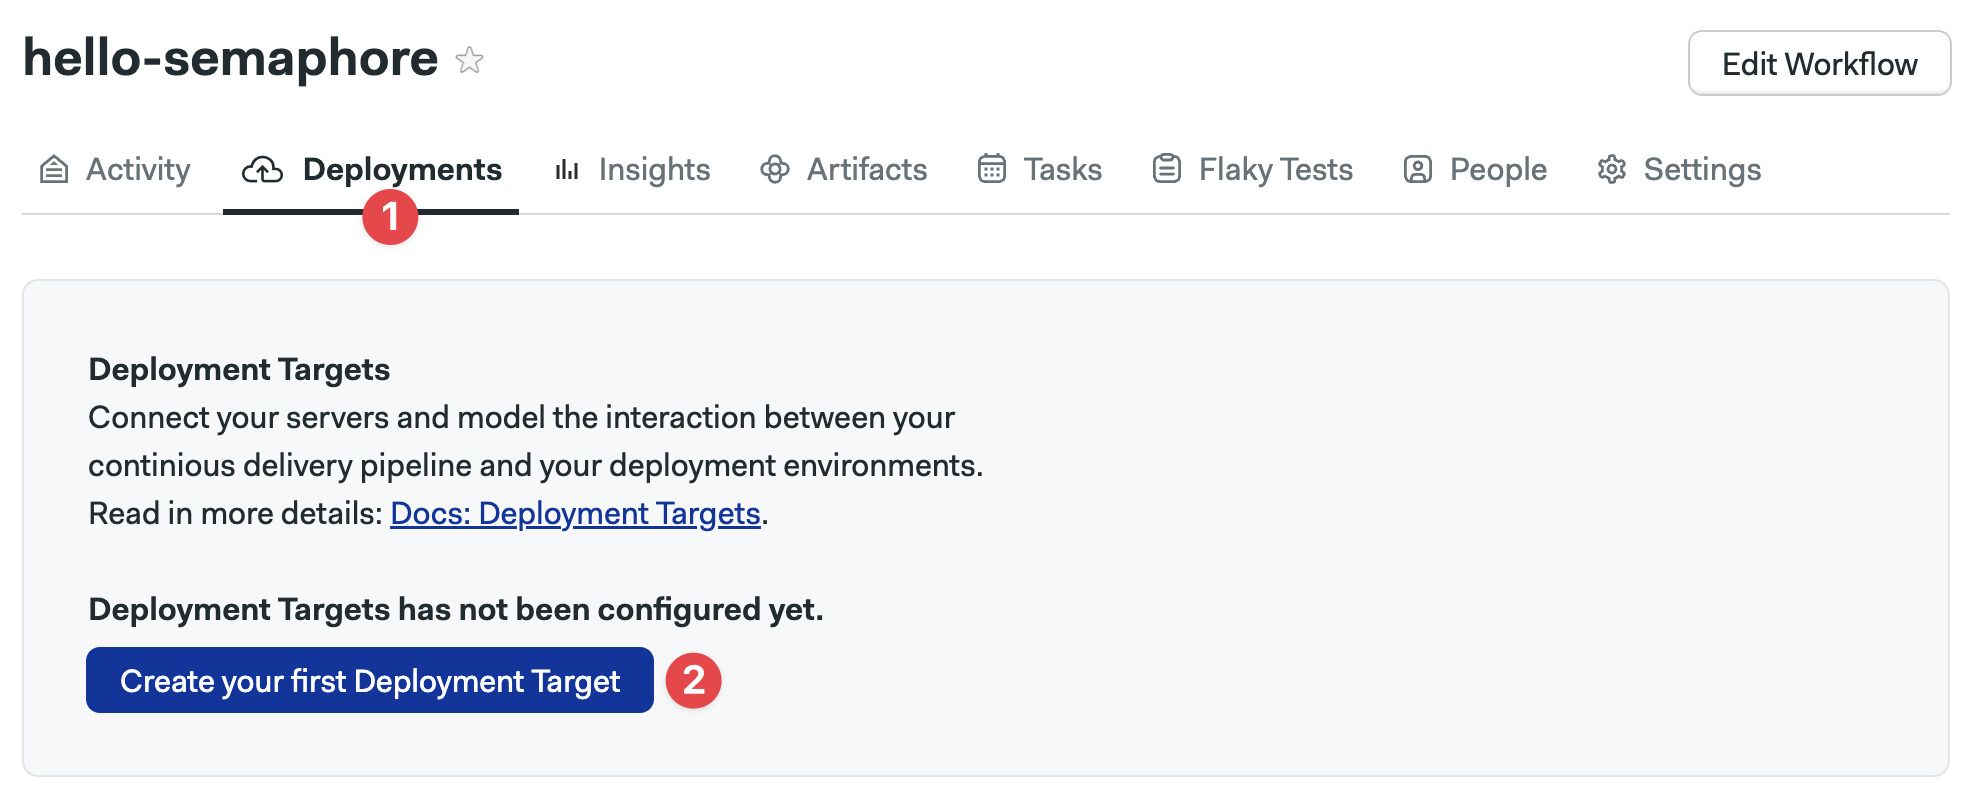 hello-semaphore
Edit Workflow
Activity Deployments Insights Artifacts Tasks Flaky Tests People Settings
1
Deployment Targets
Connect your servers and model the interaction between your
continious delivery pipeline and your deployment environments.
Read in more details: Docs: Deployment Targets.
Deployment Targets has not been configured yet.
Create your first Deployment Target 2